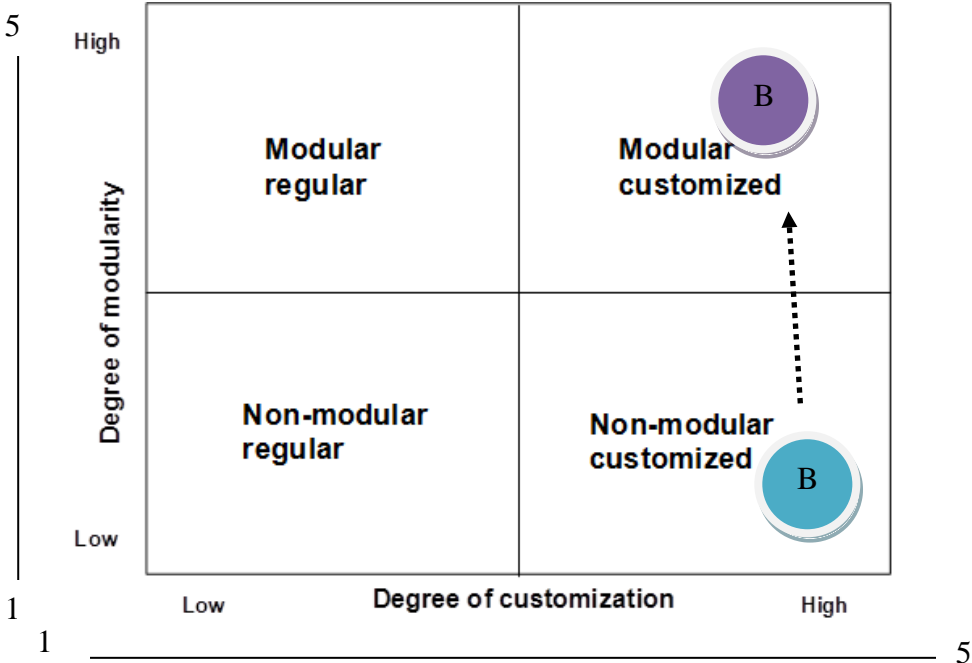 5
High
B
Modular
regular
Modular
customized
Degree of modularity
Non-modular
regular
Non-modular
customized
B
Low
Low
Degree of customization
High
1
1
5